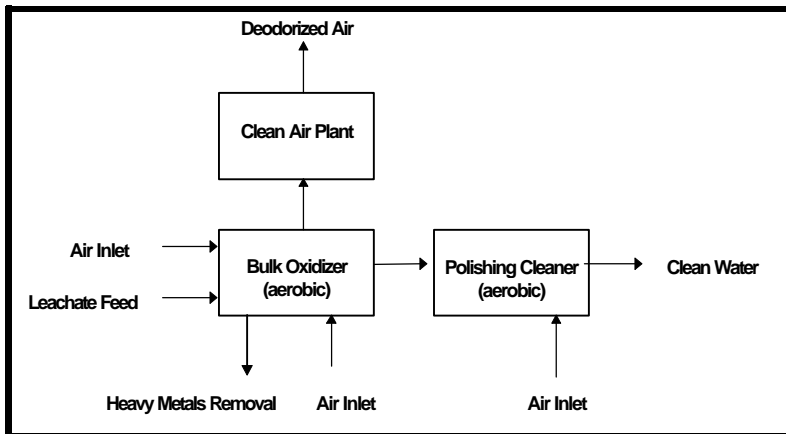 Deodorized Air
Clean Air Plant
Air Inlet
Bulk Oxidizer
(aerobic)
Polishing Cleaner
(aerobic)
Clean Water
Leachate Feed
Heavy Metals Removal
Air Inlet
Air Inlet